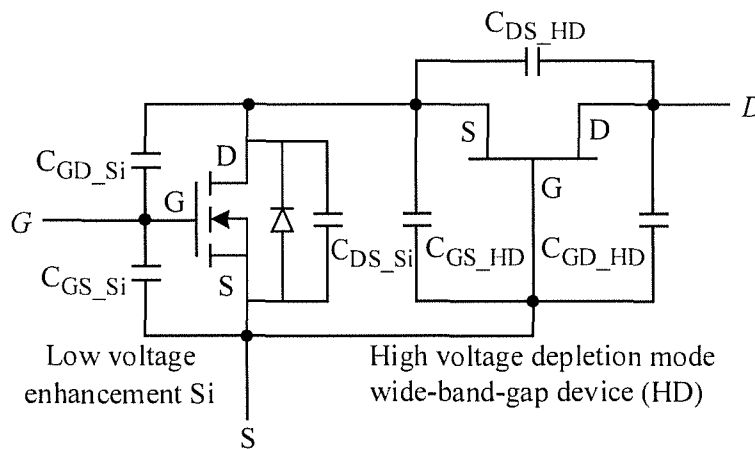 C_DS_HD
S
D
D
G
C_GD_Si
D
G
G
C_DS_Si
C_GS_HD
C_GD_HD
C_GS_Si
S
Low voltage
enhancement Si
High voltage depletion mode
wide-band-gap device (HD)
S